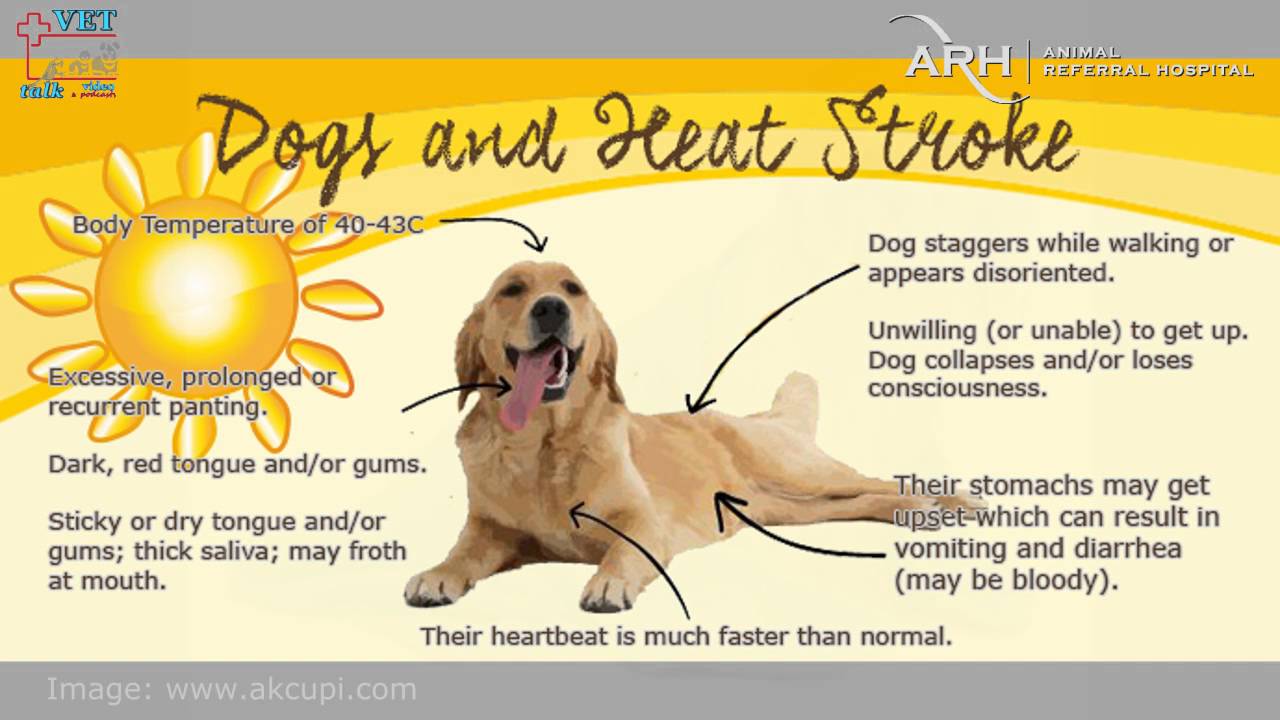 VET
talk
video
& podcasts
ARH
ANIMAL
REFERRAL HOSPITAL
Dogs and Heat Stroke
Body Temperature of 40-43C
Excessive, prolonged or
recurrent panting.
Dark, red tongue and/or gums.
Sticky or dry tongue and/or
gums; thick saliva; may froth
at mouth.
Dog staggers while walking or
appears disoriented.
Unwilling (or unable) to get up.
Dog collapses and/or loses
consciousness.
Their stomachs may get
upset which can result in
vomiting and diarrhea
(may be bloody).
Their heartbeat is much faster than normal.
Image: www.akcupi.com